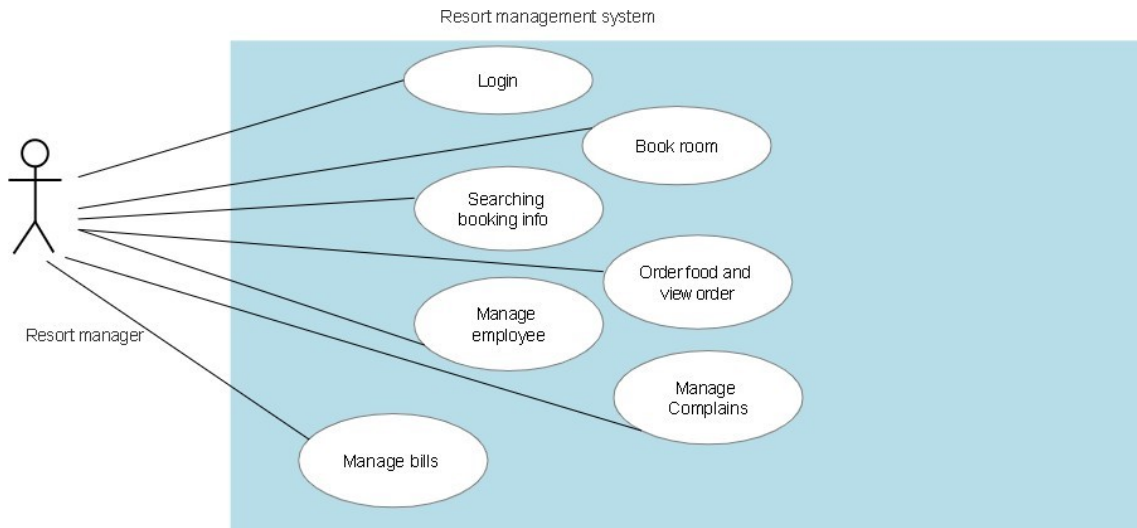 Resort management system
Login
Book room
Searching
booking info
Order food and
view order
Manage
employee
Resort manager
Manage
Complains
Manage bills